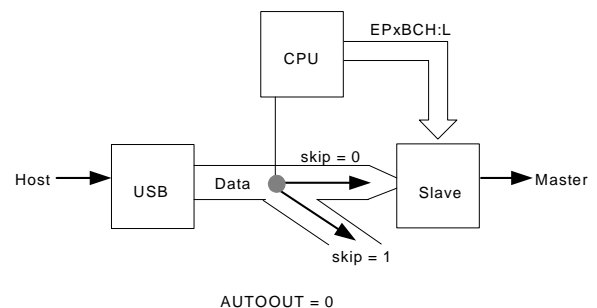 EPxBCH:L
CPU
skip = 0
Host
USB
Data
Slave
Master
skip = 1
AUTOOUT = 0